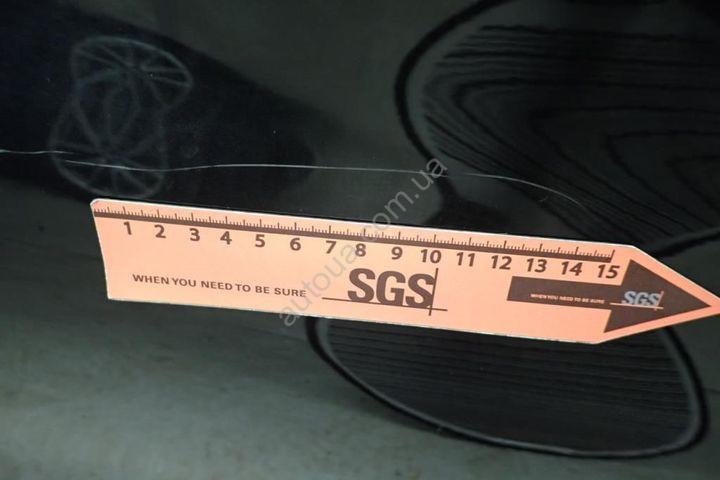 1 2 3 4 5 6 7 8 9 10 11 12 13 14 15
WHEN YOU NEED TO BE SURE SGS
WHEN YOU NEED TO BE SURE SGS
autoua.com.ua